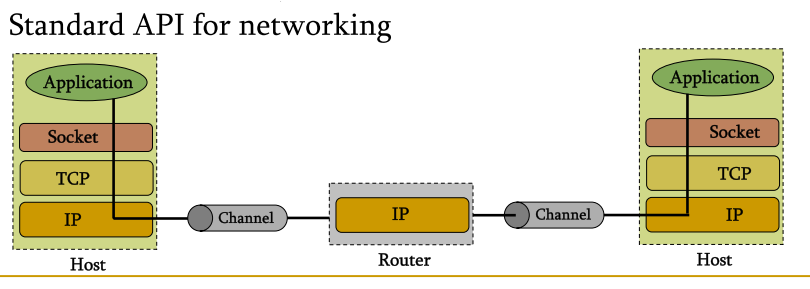 Standard API for networking
Application
Socket
TCP
IP
Host
Channel
IP
Router
Channel
Application
Socket
TCP
IP
Host